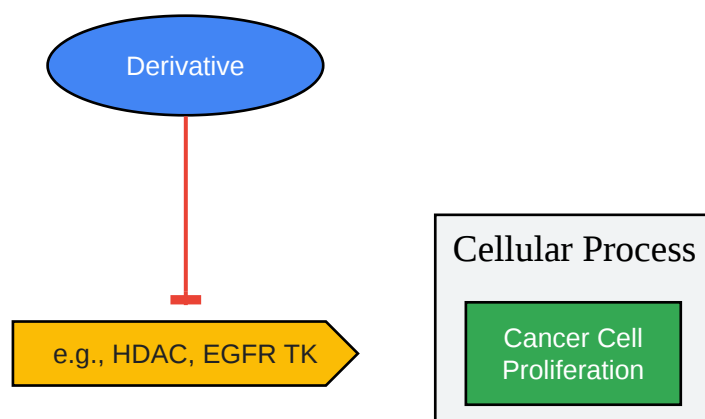 Derivative
Cellular Process
e.g., HDAC, EGFR TK
Cancer Cell
Proliferation